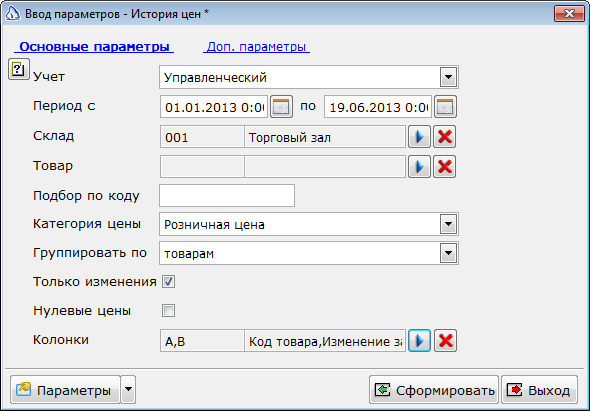 Ввод параметров - История цен *
Основные параметры Доп. параметры
Учет Управленческий
Период с 01.01.2013 0:0 по 19.06.2013 0:0
Склад 001 Торговый зал
Товар
Подбор по коду
Категория цены Розничная цена
Группировать по товарам
Только изменения
Нулевые цены
Колонки А,В Код товара,Изменение за
Параметры Сформировать Выход